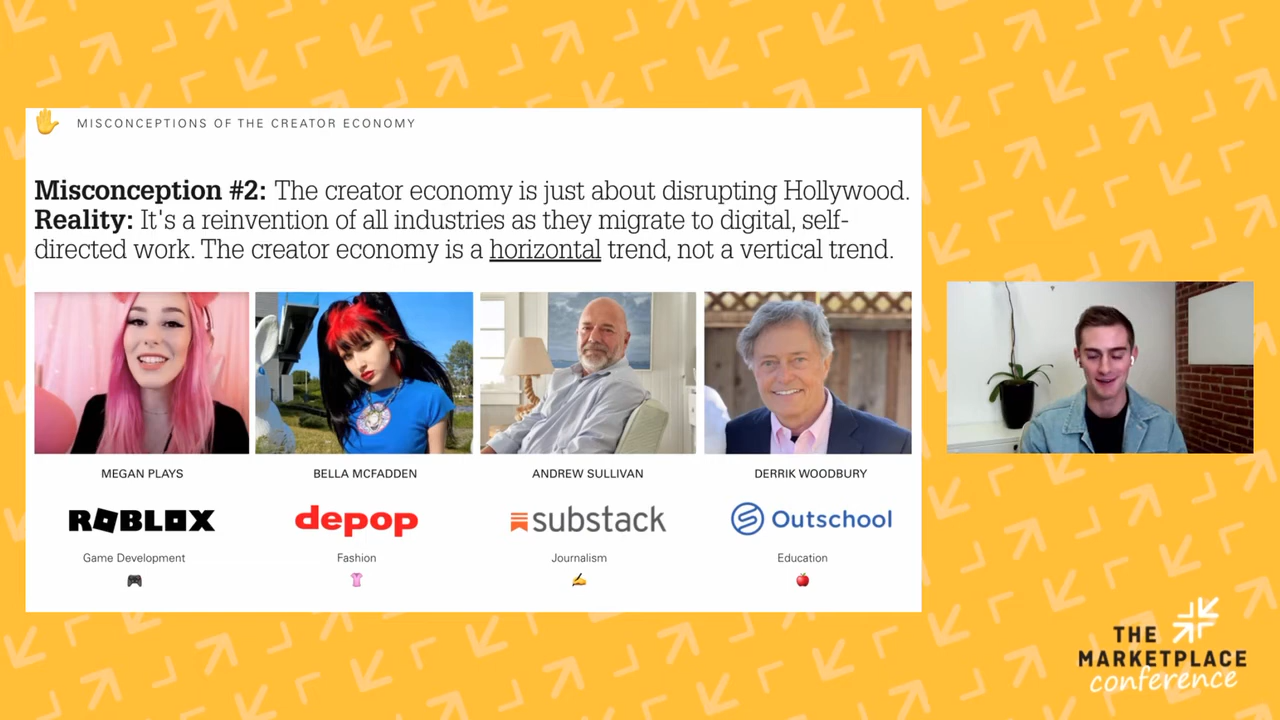 MISCONCEPTIONS OF THE CREATOR ECONOMY
Misconception #2: The creator economy is just about disrupting Hollywood.
Reality: It's a reinvention of all industries as they migrate to digital, self-
directed work. The creator economy is a horizontal trend, not a vertical trend.
MEGAN PLAYS
BELLA MCFADDEN
ANDREW SULLIVAN
DERRIK WOODBURY
ROBLOX
depop
substack
Outschool
Game Development
Fashion
Journalism
Education
THE
MARKETPLACE
conference